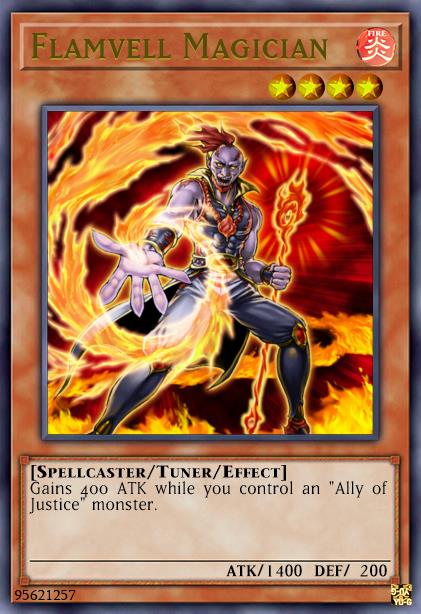 FLAMVELL MAGICIAN
FIRE
炎
[SPELLCASTER/TUNER/EFFECT]
Gains 400 ATK while you control an "Ally of
Justice" monster.
ATK/1400 DEF/ 200
95621257